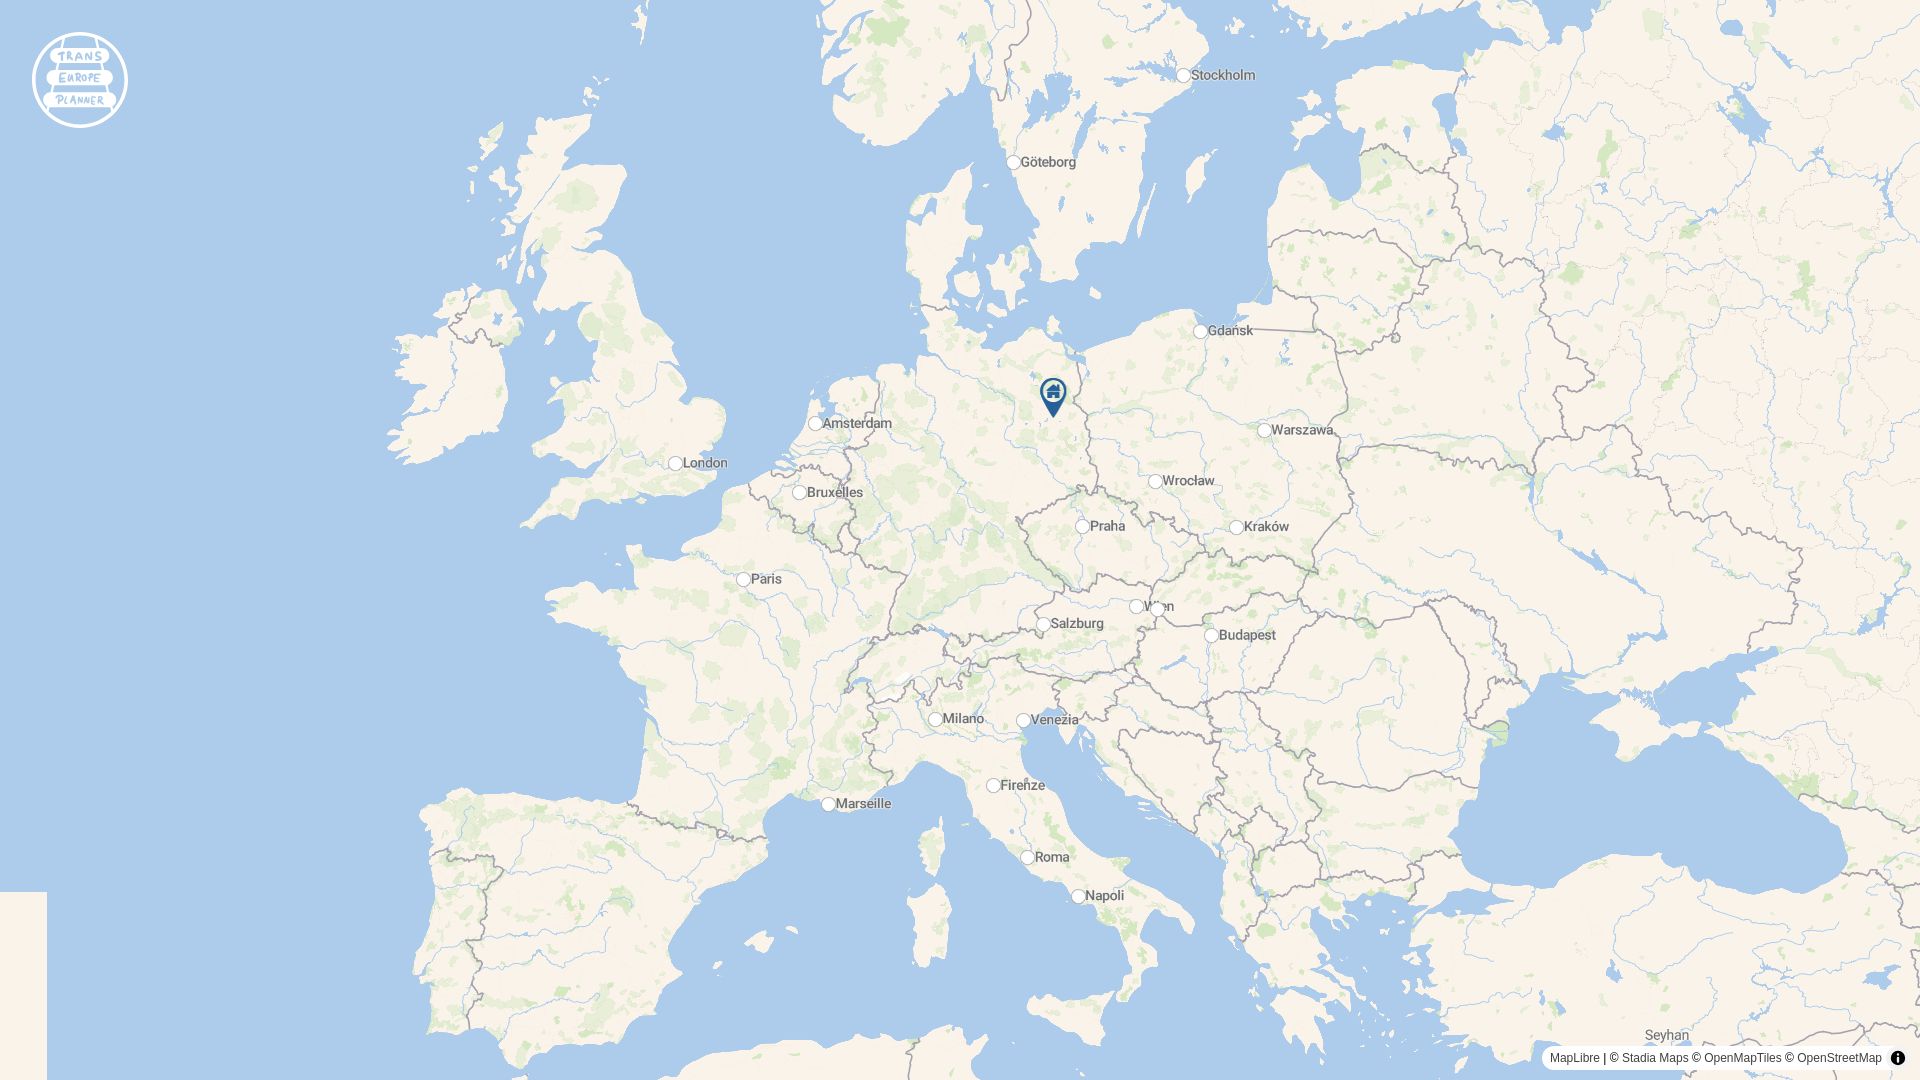 TRANS
EUROPE
PLANNER
Stockholm
Göteborg
Gdańsk
Amsterdam
Warszawa
London
Wrocław
Bruxelles
Praha
Kraków
Paris
Wien
Salzburg
Budapest
Milano
Venezia
Firenze
Marseille
Roma
Napoli
Seyhan
MapLibre | © Stadia Maps © OpenMapTiles © OpenStreetMap